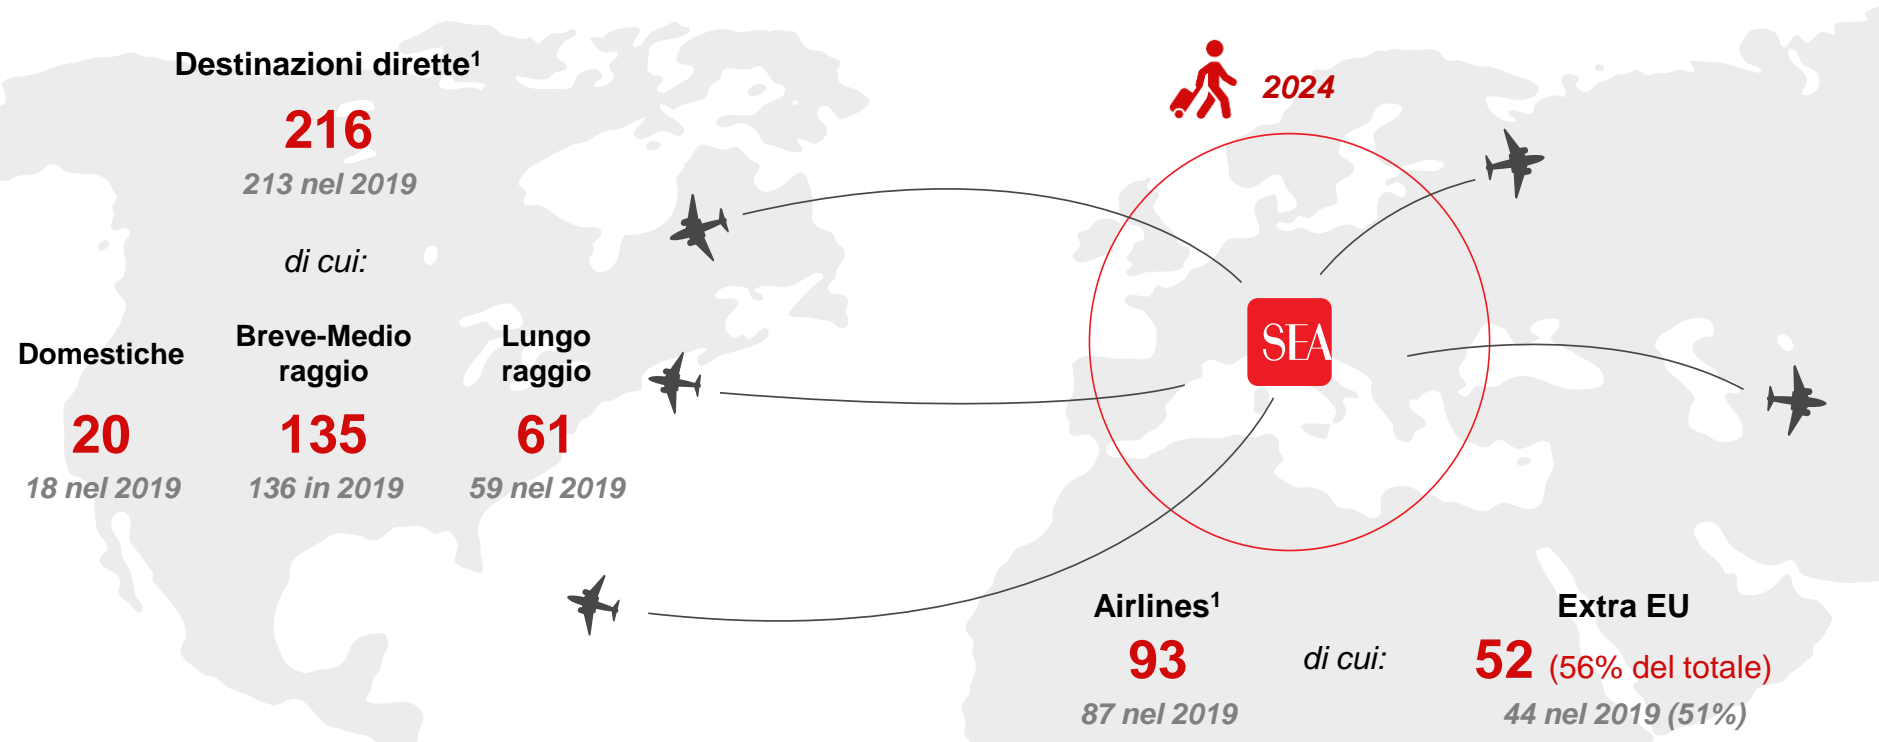 Destinazioni dirette¹
216
213 nel 2019
di cui:
Domestiche
20
18 nel 2019
Breve-Medio
raggio
135
136 in 2019
Lungo
raggio
61
59 nel 2019
2024
SEA
Airlines¹
93
87 nel 2019
di cui:
Extra EU
52 (56% del totale)
44 nel 2019 (51%)